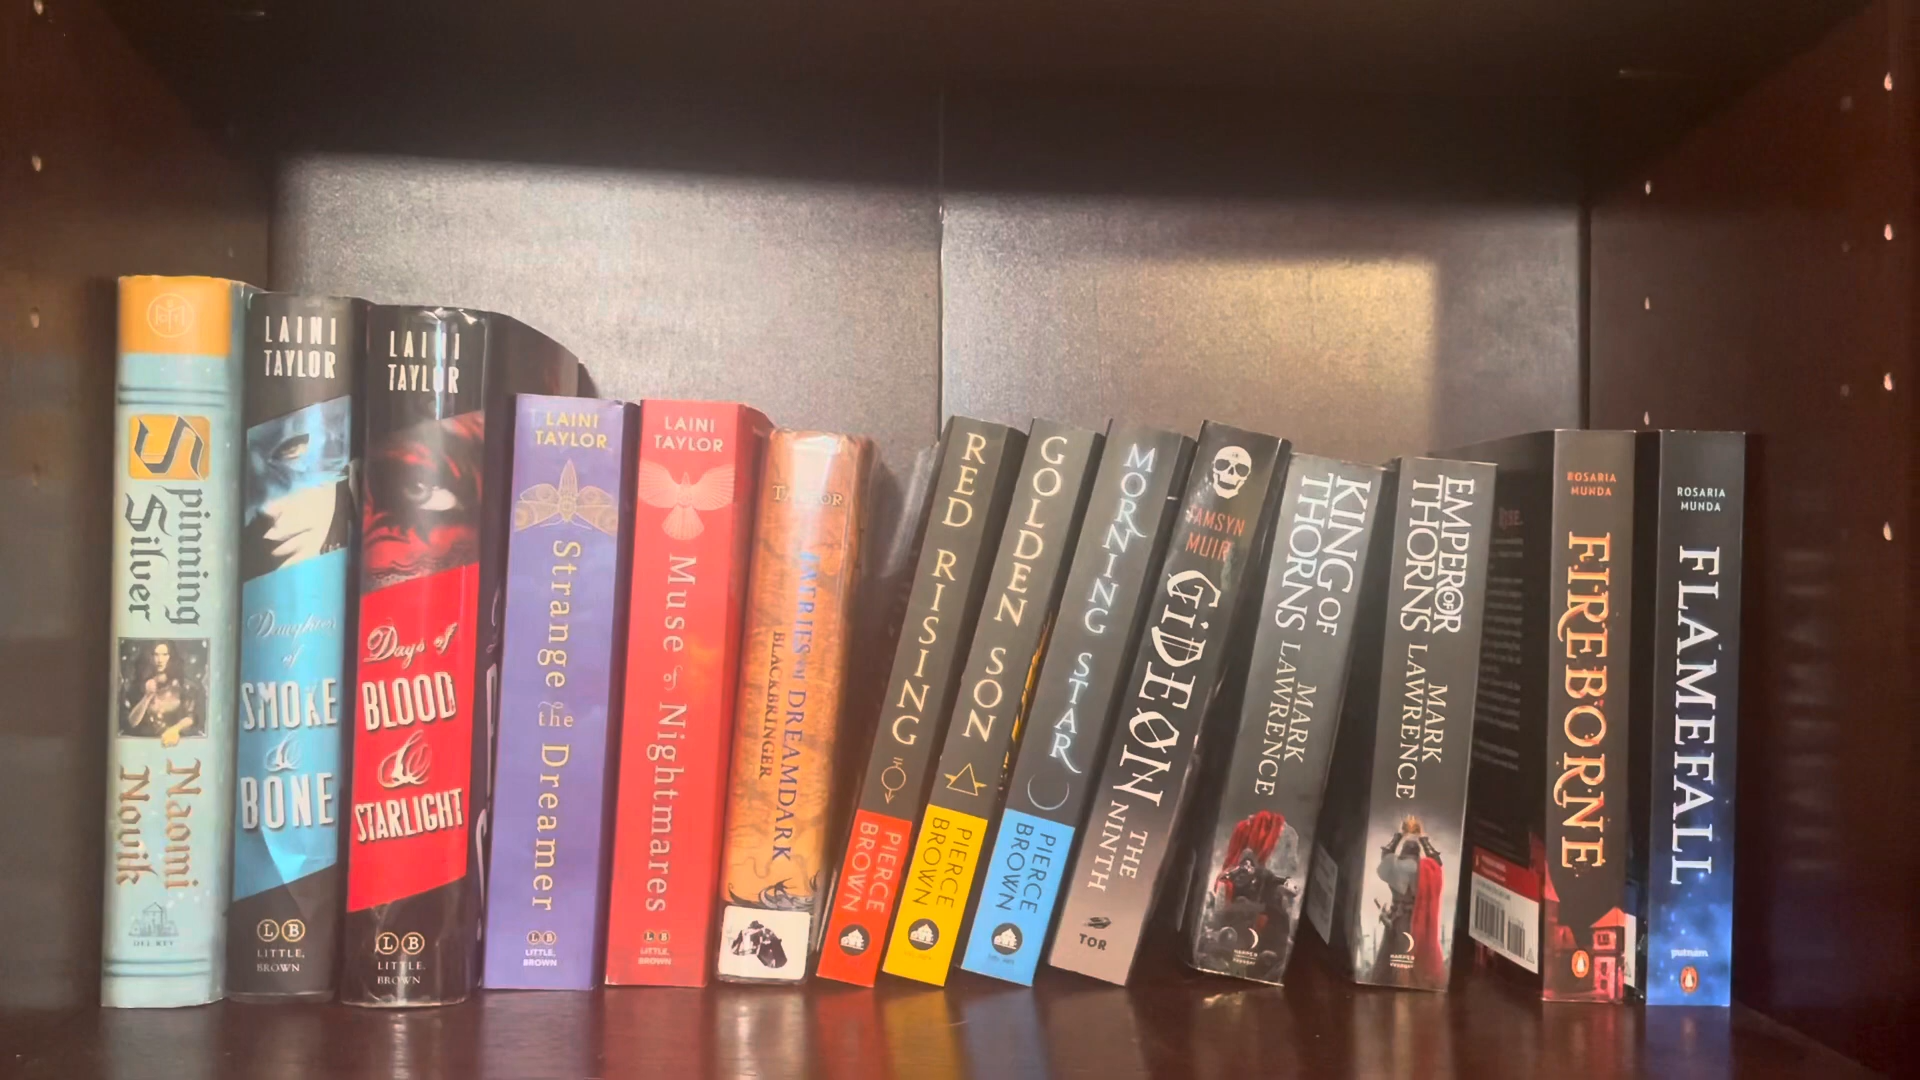 Spinning
Silver
Naomi
Novik
DEL REY
LAINI
TAYLOR
Daughter
of
SMOKE
&
BONE
LB
LITTLE,
BROWN
LAINI
TAYLOR
Days of
BLOOD
&
STARLIGHT
LB
LITTLE,
BROWN
LAINI
TAYLOR
Strange the Dreamer
LB
LITTLE,
BROWN
LAINI
TAYLOR
Muse of Nightmares
LB
LITTLE,
BROWN
TAYLOR
FAERIES OF DREAMDARK
BLACKBRINGER
RED RISING
PIERCE
BROWN
GOLDEN SON
PIERCE
BROWN
MORNING STAR
PIERCE
BROWN
TAMSYN
MUIR
GIDEON
THE
NINTH
TOR
KING OF
THORNS
MARK
LAWRENCE
EMPEROR OF
THORNS
MARK
LAWRENCE
RISE.
ROSARIA
MUNDA
FIREBORNE
ROSARIA
MUNDA
FLAMEFALL
putnam